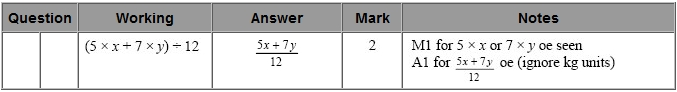 Question Working Answer Mark Notes
(5 × x + 7 × y) ÷ 12 5x + 7y 2 M1 for 5 × x or 7 × y oe seen
12 A1 for 5x + 7y oe (ignore kg units)
12